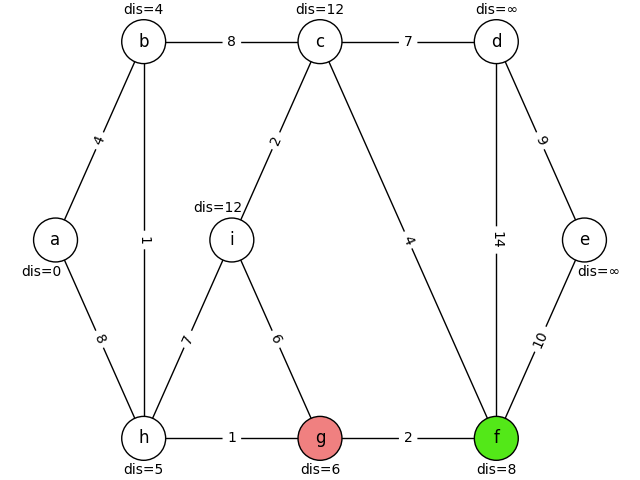 dis=4
dis=12
dis=∞
b
8
c
7
d
4
2
9
dis=12
a
1
i
4
14
e
dis=0
dis=∞
8
7
6
10
h
1
g
2
f
dis=5
dis=6
dis=8